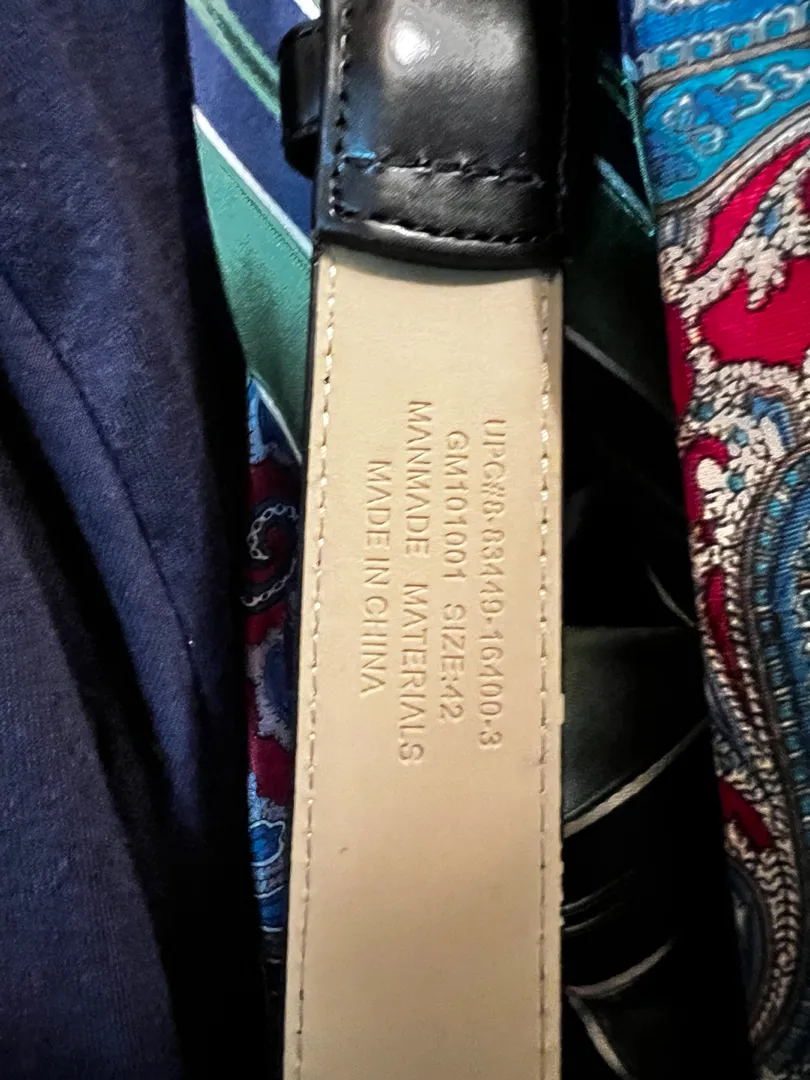 UPC#8-83449-16400-3
GM101001 SIZE:42
MANMADE MATERIALS
MADE IN CHINA